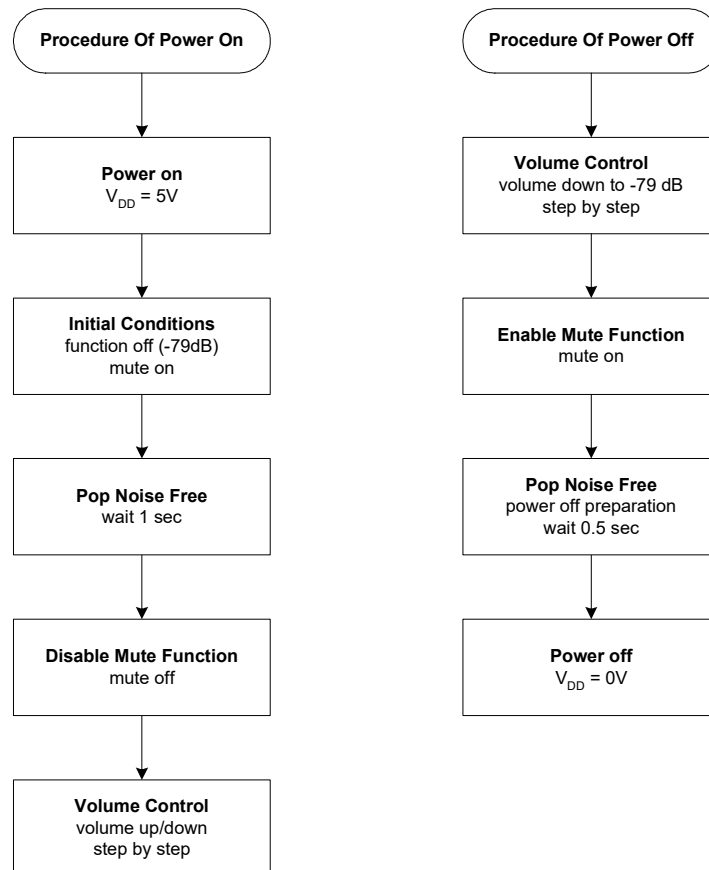 Procedure Of Power On
Power on
V_DD = 5V
Initial Conditions
function off (-79dB)
mute on
Pop Noise Free
wait 1 sec
Disable Mute Function
mute off
Volume Control
volume up/down
step by step
Procedure Of Power Off
Volume Control
volume down to -79 dB
step by step
Enable Mute Function
mute on
Pop Noise Free
power off preparation
wait 0.5 sec
Power off
V_DD = 0V